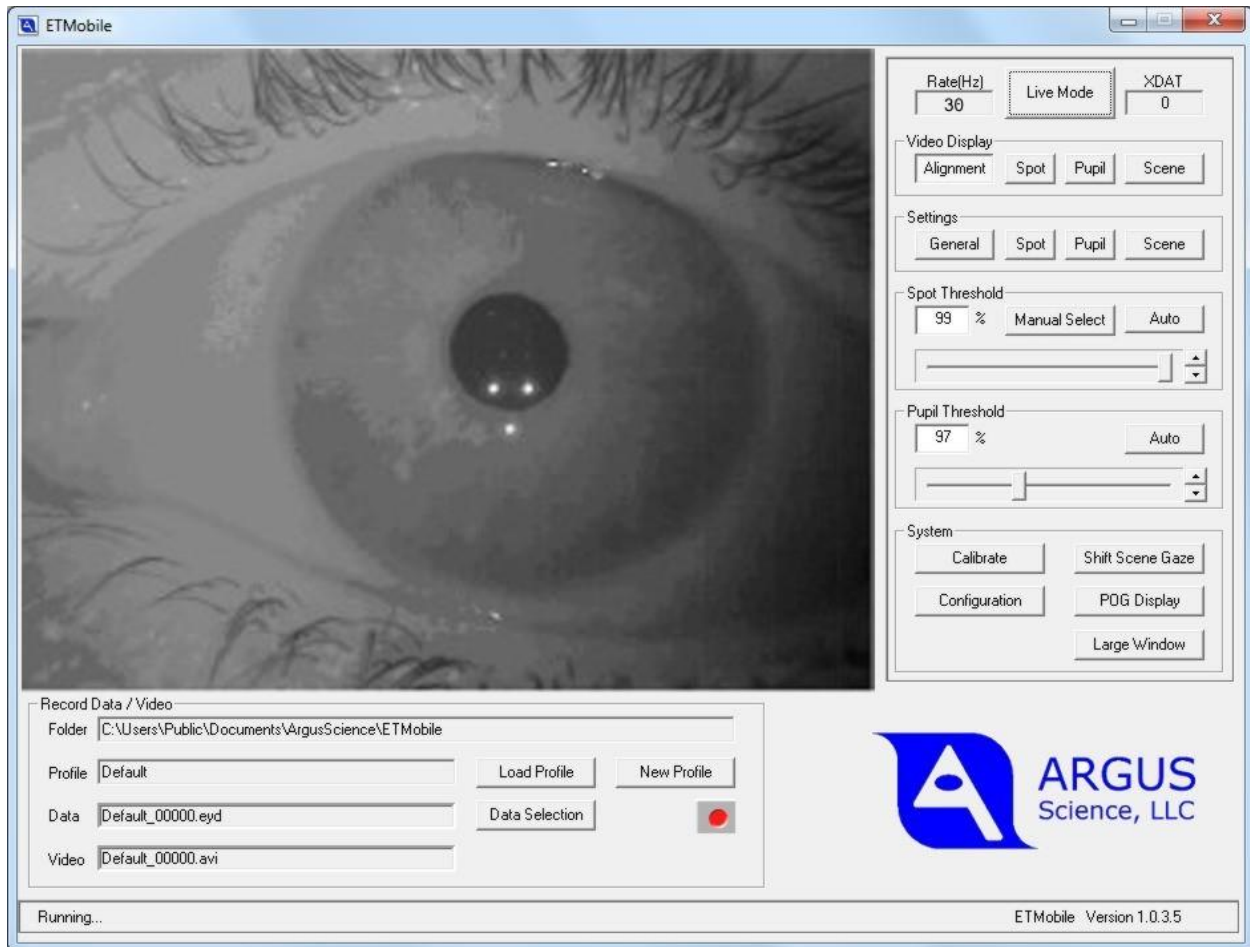 ETMobile
Rate(Hz)
30
Live Mode
XDAT
0
Video Display
Alignment Spot Pupil Scene
Settings
General Spot Pupil Scene
Spot Threshold
99 % Manual Select Auto
Pupil Threshold
97 % Auto
System
Calibrate Shift Scene Gaze
Configuration POG Display
Large Window
Record Data / Video
Folder C:\Users\Public\Documents\ArgusScience\ETMobile
Profile Default Load Profile New Profile
Data Default_00000.eyd Data Selection
Video Default_00000.avi
ARGUS
Science, LLC
Running... ETMobile Version 1.0.3.5